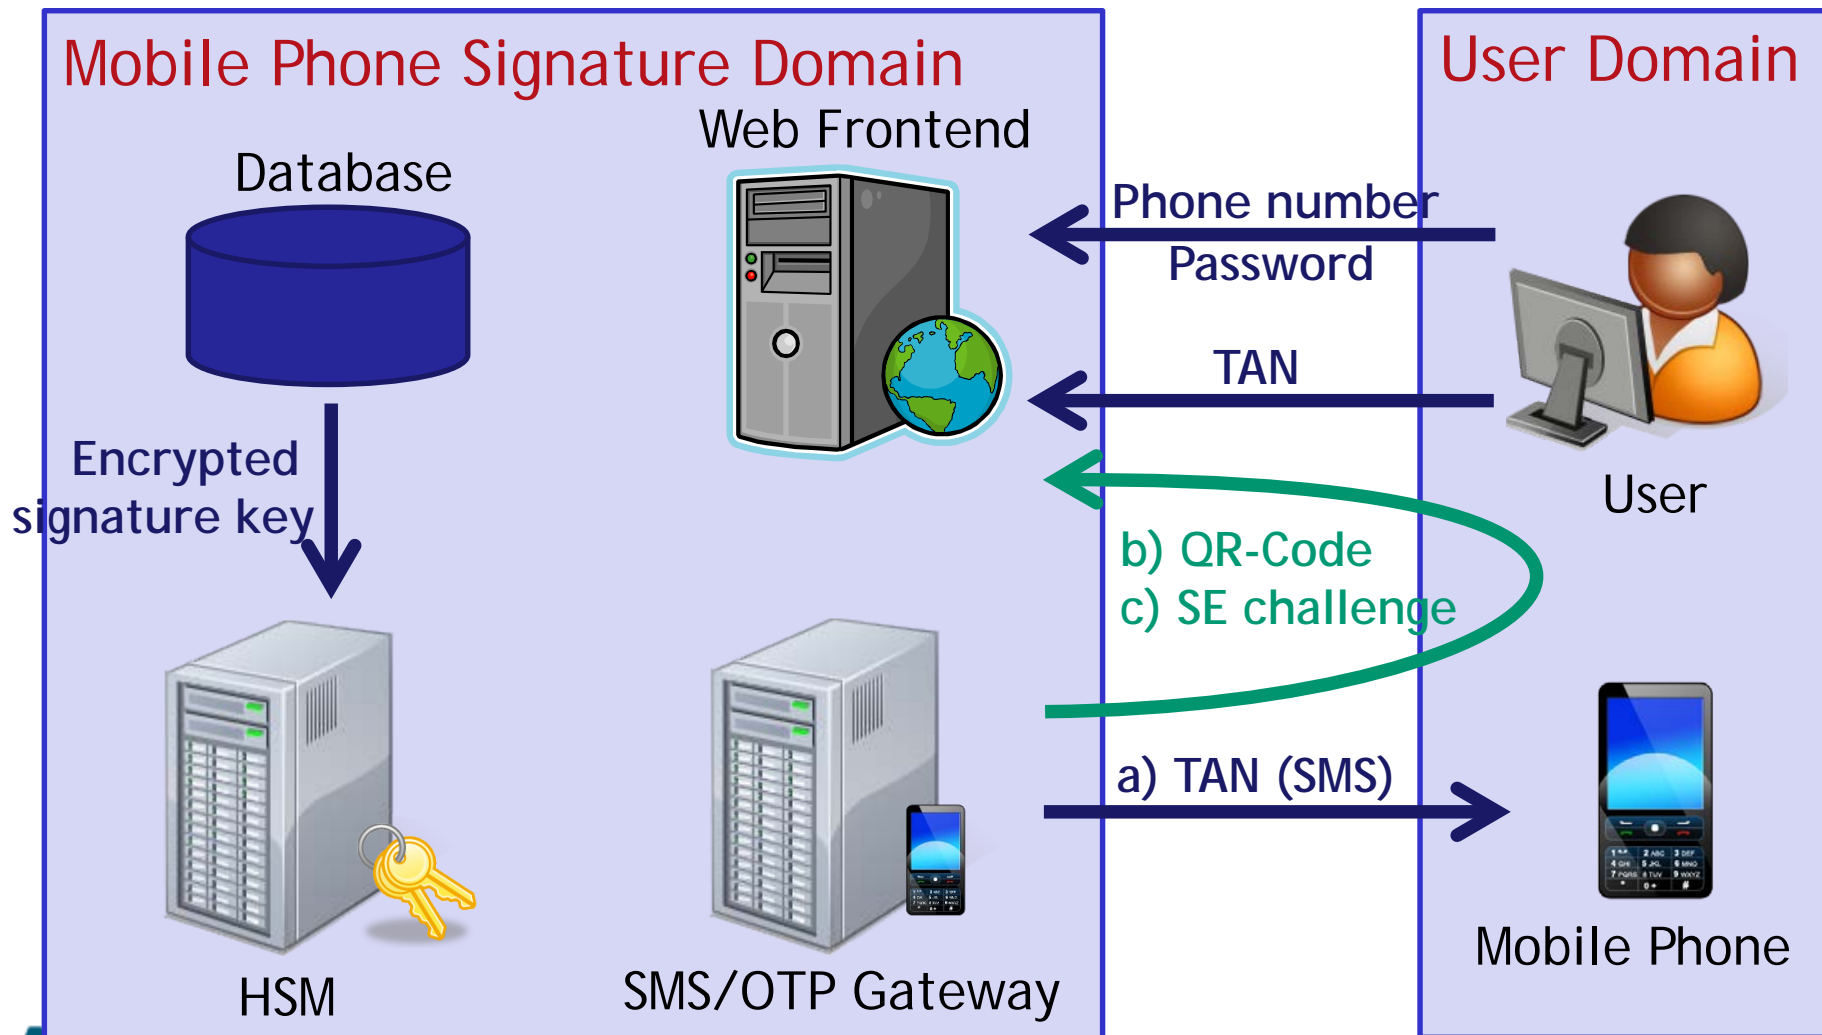 Mobile Phone Signature Domain
User Domain
Web Frontend
Database
Phone number
Password
TAN
Encrypted
signature key
User
b) QR-Code
c) SE challenge
a) TAN (SMS)
HSM
SMS/OTP Gateway
Mobile Phone